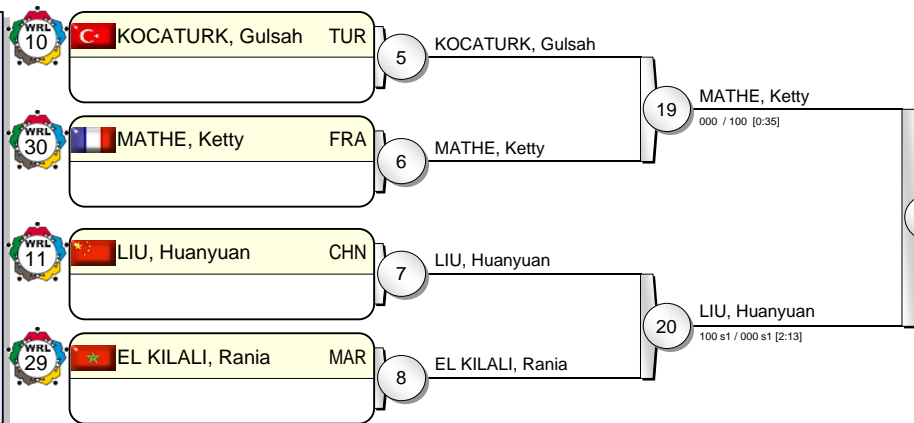 WRL
10
KOCATURK, Gulsah TUR
5
KOCATURK, Gulsah
19
MATHE, Ketty
000 / 100 [0:35]
WRL
30
MATHE, Ketty FRA
6
MATHE, Ketty
WRL
11
LIU, Huanyuan CHN
7
LIU, Huanyuan
20
LIU, Huanyuan
100 s1 / 000 s1 [2:13]
WRL
29
EL KILALI, Rania MAR
8
EL KILALI, Rania